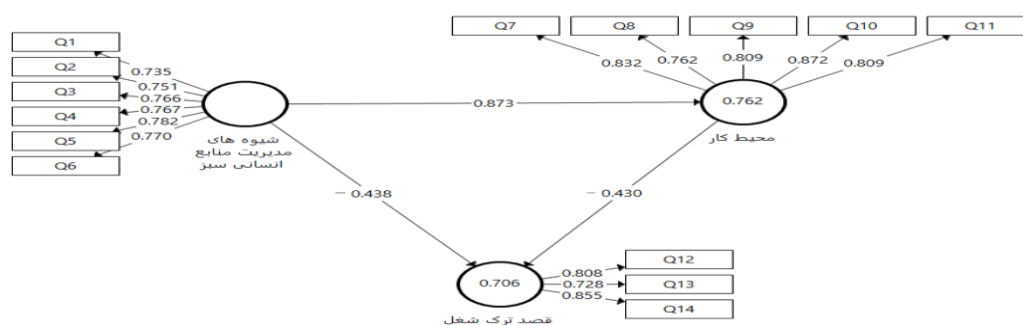 Q7
Q8
Q9
Q10
Q11
Q1
Q2
Q3
Q4
Q5
Q6
0.735
0.751
0.766
0.767
0.782
0.770
0.832
0.762
0.809
0.872
0.809
0.873
0.762
شیوه های
مدیریت منابع
انسانی سبز
محیط کار
− 0.438
− 0.430
0.706
0.808
0.728
0.855
Q12
Q13
Q14
قصد ترک شغل